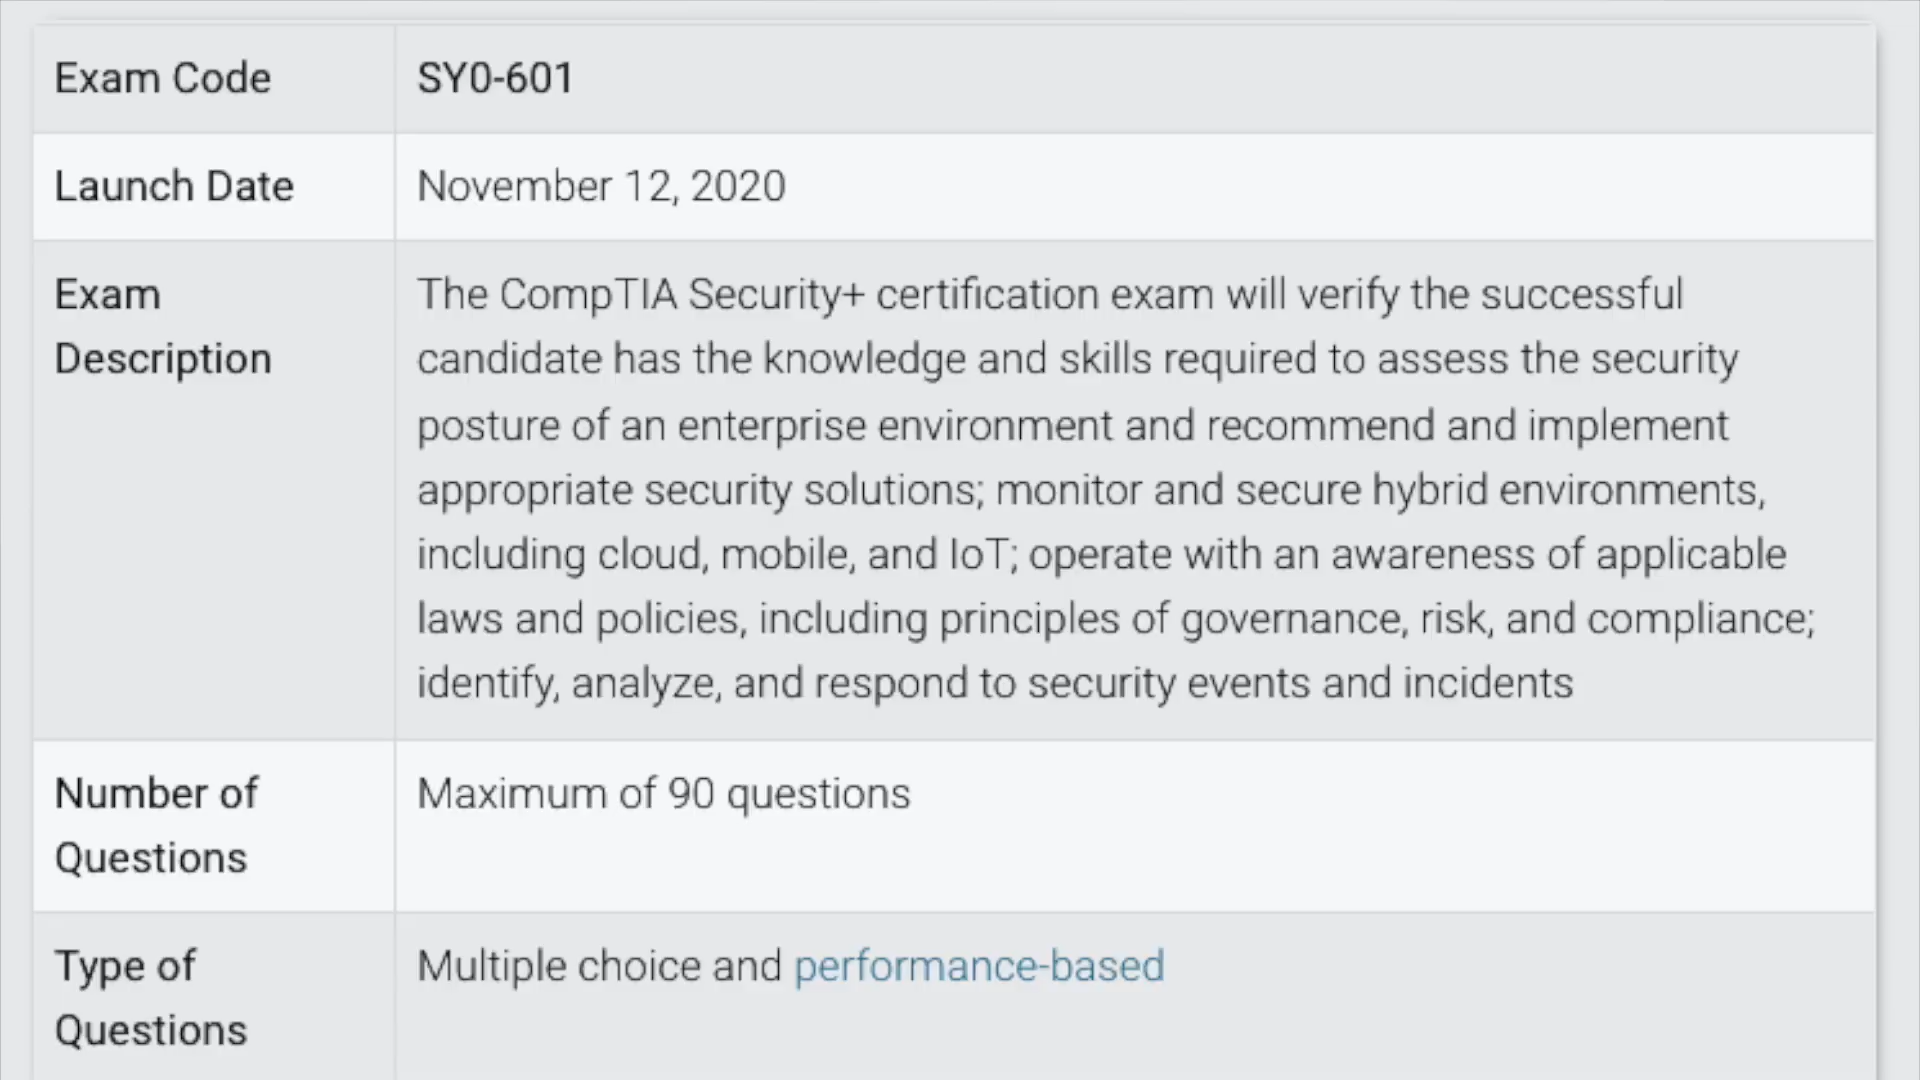 Exam Code SY0-601
Launch Date November 12, 2020
Exam Description
The CompTIA Security+ certification exam will verify the successful
candidate has the knowledge and skills required to assess the security
posture of an enterprise environment and recommend and implement
appropriate security solutions; monitor and secure hybrid environments,
including cloud, mobile, and IoT; operate with an awareness of applicable
laws and policies, including principles of governance, risk, and compliance;
identify, analyze, and respond to security events and incidents
Number of
Questions
Maximum of 90 questions
Type of
Questions
Multiple choice and performance-based